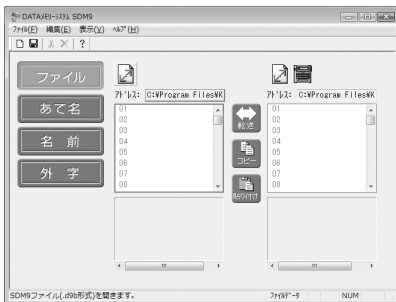 DATAﾒﾓﾘｰｼｽﾃﾑ SDM9
ﾌｧｲﾙ(F) 編集(E) 表示(V) ﾍﾙﾌﾟ(H)
ファイル
あて名
名 前
外 字
ｱﾄﾞﾚｽ: C:¥Program Files¥K
01
02
03
04
05
06
07
08
転送
コピー
貼り付け
ｱﾄﾞﾚｽ: C:¥Program Files¥K
01
02
03
04
05
06
07
08
SDM9ファイル(.d9b形式)を開きます。
ﾌｧｲﾙﾃﾞｰﾀ NUM